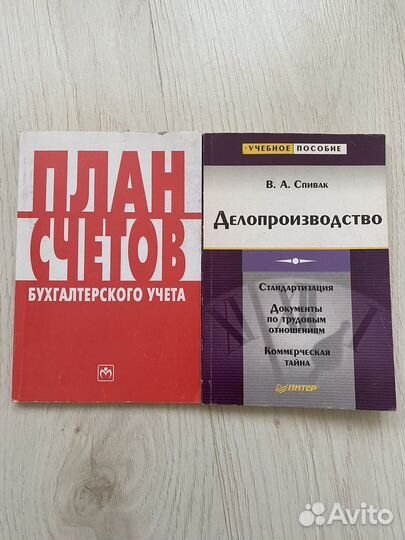 ПЛАН
СЧЕТОВ
БУХГАЛТЕРСКОГО УЧЕТА
УЧЕБНОЕ ПОСОБИЕ
В. А. Спивак
Делопроизводство
Стандартизация
Документы
по трудовым
отношениям
Коммерческая
тайна
ПИТЕР
Avito